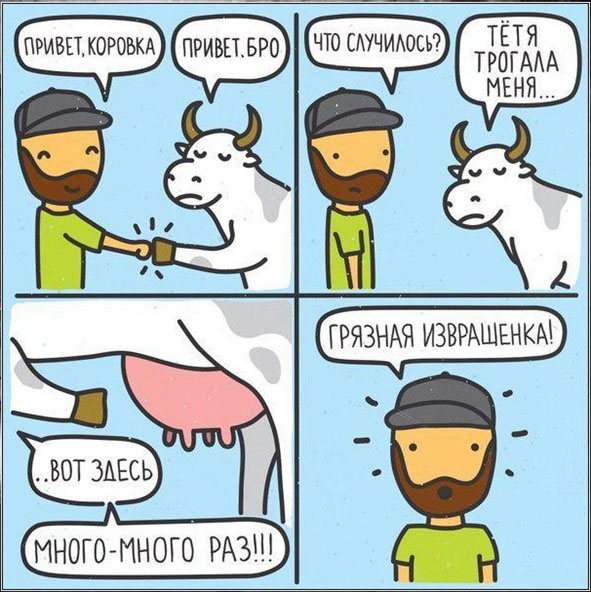 ПРИВЕТ, КОРОВКА
ПРИВЕТ. БРО
ЧТО СЛУЧИЛОСЬ?
ТЁТЯ
ТРОГАЛА
МЕНЯ...
..ВОТ ЗДЕСЬ
МНОГО-МНОГО РАЗ!!!
ГРЯЗНАЯ ИЗВРАЩЕНКА!